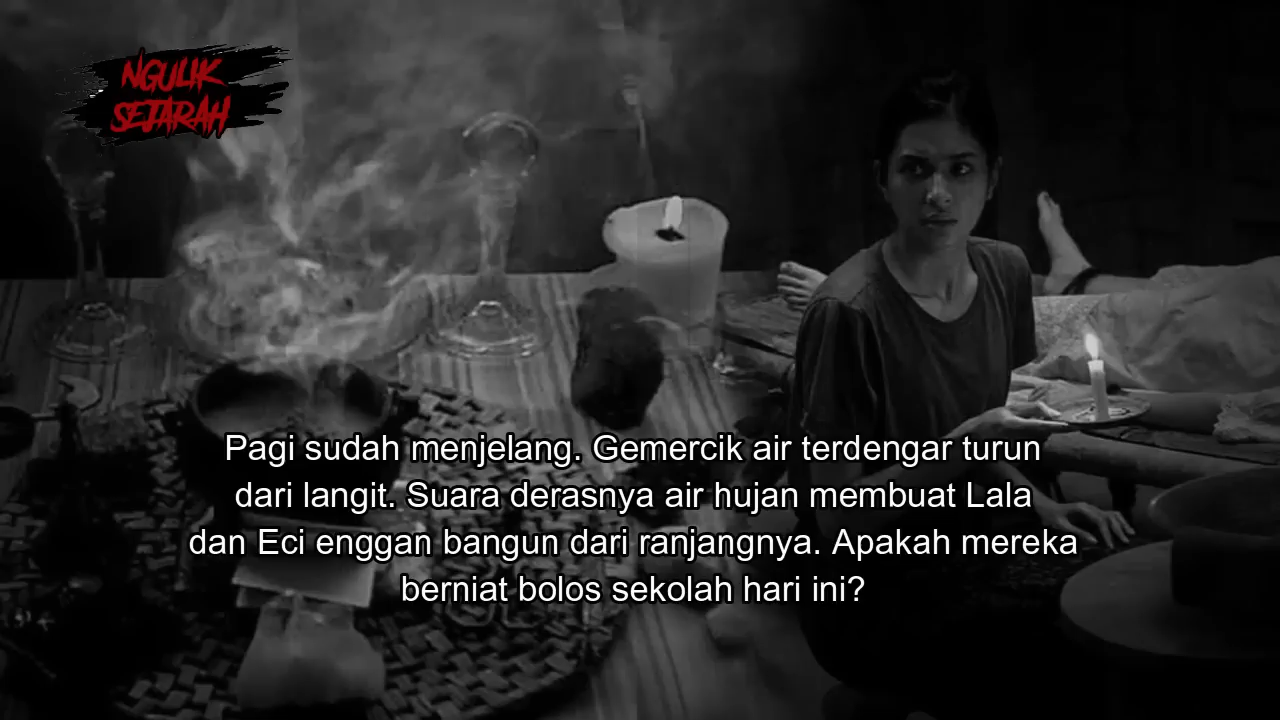 NGULIK
SEJARAH
Pagi sudah menjelang. Gemercik air terdengar turun
dari langit. Suara derasnya air hujan membuat Lala
dan Eci enggan bangun dari ranjangnya. Apakah mereka
berniat bolos sekolah hari ini?